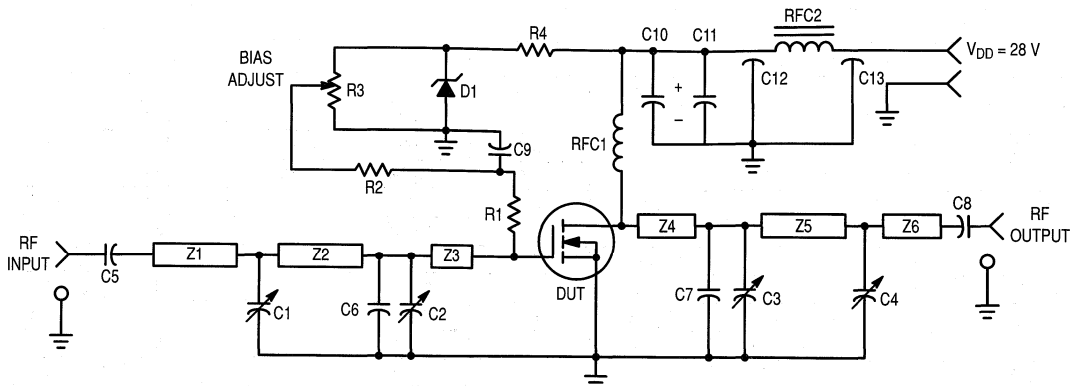 RFC2
R4
C10
C11
V_DD = 28 V
BIAS
ADJUST
R3
D1
C12
C13
+
–
RFC1
C9
R2
R1
C8
RF
INPUT
C5
Z1
Z2
Z3
DUT
Z4
Z5
Z6
RF
OUTPUT
C1
C6
C2
C7
C3
C4